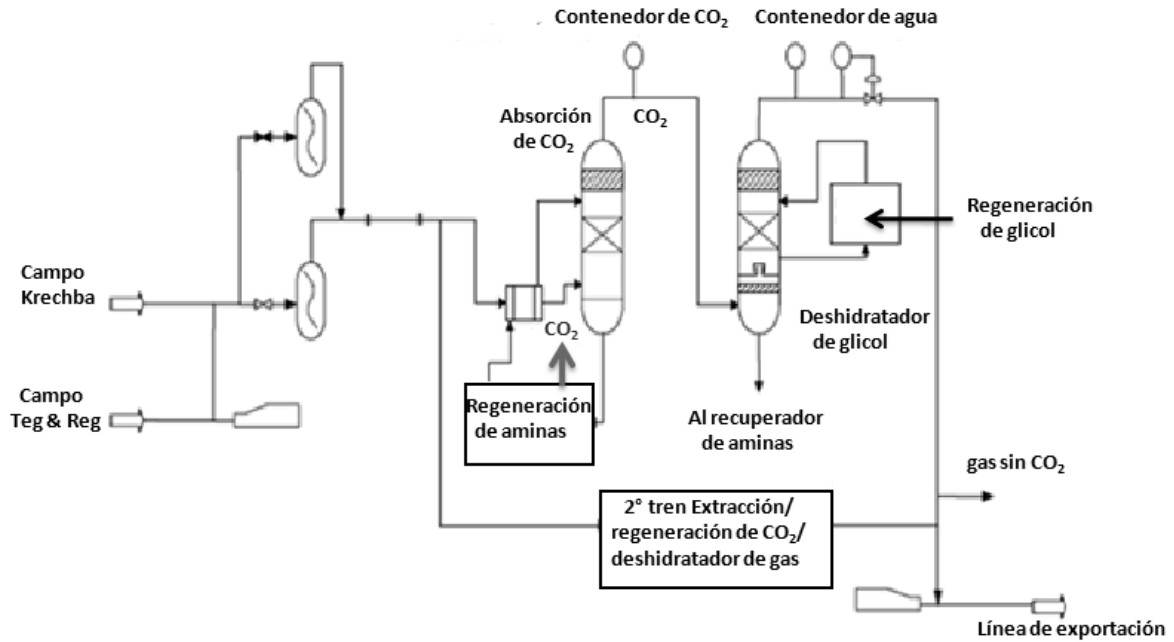 Contenedor de CO₂
Contenedor de agua
Absorción
de CO₂
CO₂
Regeneración
de glicol
Campo
Krechba
Deshidratador
de glicol
CO₂
Campo
Teg & Reg
Regeneración
de aminas
Al recuperador
de aminas
gas sin CO₂
2° tren Extracción/
regeneración de CO₂/
deshidratador de gas
Línea de exportación